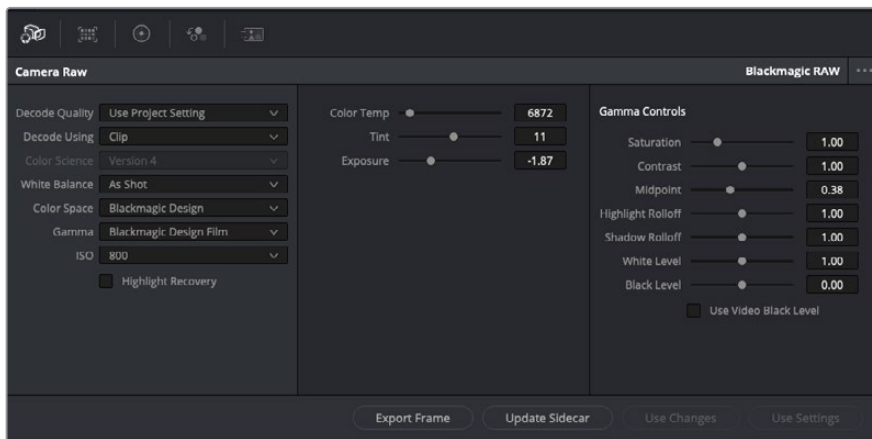 Camera Raw
Blackmagic RAW
Decode Quality Use Project Setting
Decode Using Clip
Color Science Version 4
White Balance As Shot
Color Space Blackmagic Design
Gamma Blackmagic Design Film
ISO 800
Highlight Recovery
Color Temp 6872
Tint 11
Exposure -1.87
Gamma Controls
Saturation 1.00
Contrast 1.00
Midpoint 0.38
Highlight Rolloff 1.00
Shadow Rolloff 1.00
White Level 1.00
Black Level 0.00
Use Video Black Level
Export Frame Update Sidecar Use Changes Use Settings